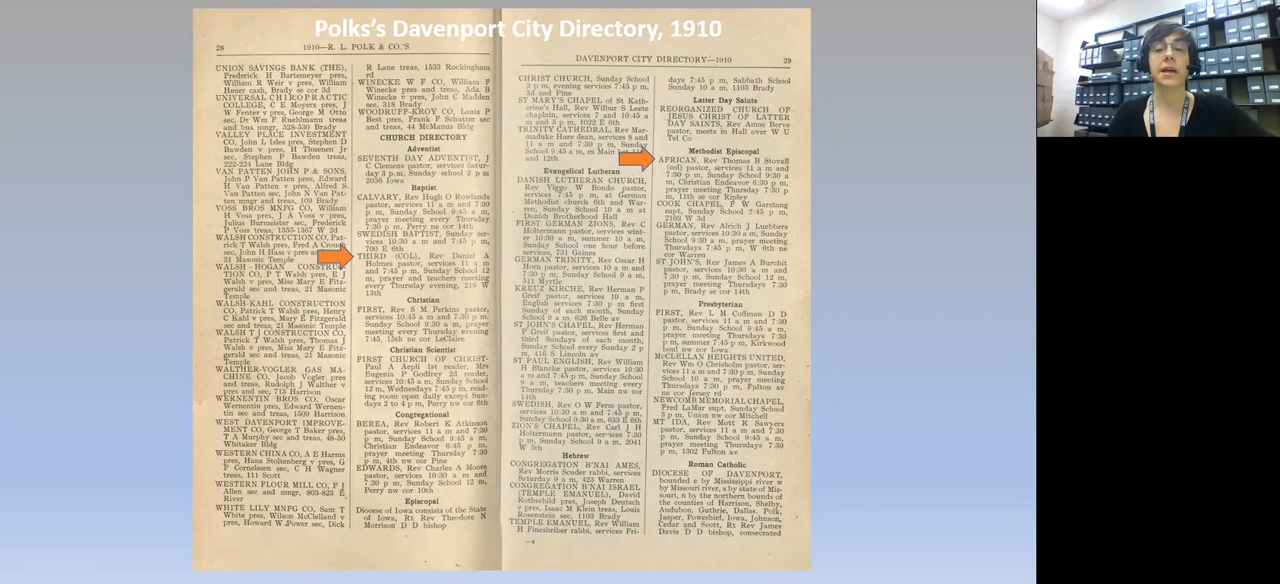 Polks's Davenport City Directory, 1910
28
1910—R. L. POLK & CO.'S
UNION SAVINGS BANK (THE),
Frederick H Bartemeyer pres,
William R Weir v pres, William
Heuer cash, Brady se cor 3d
UNIVERSAL CHIROPRACTIC
COLLEGE, C E Moyers pres, J
W Fenter v pres, George M Otto
sec, Dr Wm P Ruehlmann treas
and bus mngr, 528-530 Brady
VALLEY PLACE INVESTMENT
CO, John L Isles pres, Stephen D
Bawden v pres, H Thuenen Jr
sec, Stephen P Bawden treas,
222-224 Lane Bldg
VAN PATTEN JOHN P & SONS,
John P Van Patten pres, Edward
H Van Patten v pres, Alfred S
Van Patten sec, John N Van Pat-
ten mngr and treas, 109 Brady
VOSS BROS MNFG CO, William
H Voss pres, J A Voss v pres,
Julius Burmeister sec, Frederick
P Voss treas, 1355-1367 W 2d
WALSH CONSTRUCTION CO, Pat-
rick T Walsh pres, Fred A Crouch
sec, John H Hass v pres an
21 Masonic Temple
WALSH - HOGAN CONSTRUC-
TION CO, P T Walsh pres, E J
Walsh v pres, Miss Mary E Fitz-
gerald sec and treas, 21 Masonic
Temple
WALSH-KAHL CONSTRUCTION
CO, Patrick T Walsh pres, Henry
C Kahl v pres, Mary E Fitzgerald
sec and treas, 21 Masonic Temple
WALSH T J CONSTRUCTION CO,
Patrick T Walsh pres, Thomas J
Walsh v pres, Miss Mary E Fitz-
gerald sec and treas, 21 Masonic
Temple
WALTHER-VOGLER GAS MA-
CHINE CO, Jacob Vogler pres
and treas, Rudolph J Walther v
pres and sec, 712 Harrison
WERNENTIN BROS CO, Oscar
Wernentin pres, Edward Wernen-
tin sec and treas, 1509 Harrison
WEST DAVENPORT IMPROVE-
MENT CO, George T Baker pres,
T A Murphy sec and treas, 48-50
Whitaker Bldg
WESTERN CHINA CO, A E Harms
pres, Hans Stoltenberg v pres, G
F Cornelssen sec, C H Wagner
treas, 111 Scott
WESTERN FLOUR MILL CO, F J
Allen sec and mngr, 803-823 E
River
WHITE LILY MNFG CO, Sam T
White pres, Wilson McClelland v
pres, Howard W Power sec, Dick
R Lane treas, 1533 Rockingham
rd
WINECKE W F CO, William F
Winecke pres and treas, Ada B
Winecke v pres, John C Madden
sec, 318 Brady
WOODRUFF-KROY CO, Louis P
Best pres, Frank F Schutter sec
and treas, 44 McManus Bldg
CHURCH DIRECTORY
Adventist
SEVENTH DAY ADVENTIST, J
C Clemens pastor, services Satur-
day 3 p.m, Sunday school 2 p m
2036 Iowa
Baptist
CALVARY, Rev Hugh O Rowlands
pastor, services 11 a m and 7:30
p m, Sunday School 9:45 a m,
prayer meeting every Thursday
7:30 p m, Perry ne cor 14th
SWEDISH BAPTIST, Sunday ser-
vices 10:30 a m and 7:45 p m,
700 E 6th
THIRD (COL), Rev Daniel A
Holmes pastor, services 11 a m
and 7:45 p m, Sunday School 12
m, prayer and teachers meeting
every Thursday evening, 219 W
13th
Christian
FIRST, Rev S M Perkins pastor,
services 10:45 a m and 7:30 p m,
Sunday School 9:30 a m, prayer
meeting every Thursday evening
7:45, 15th ne cor LeClaire
Christian Scientist
FIRST CHURCH OF CHRIST-
Paul A Aepli 1st reader, Mrs
Eugenia P Godfrey 2d reader,
services 10:45 a m, Sunday School
12 m, Wednesdays 7:45 p m, read-
ing room open daily except Sun-
days 2 to 4 p m, Perry nw cor 6th
Congregational
BEREA, Rev Robert K Atkinson
pastor, services 11 a m and 7:30
p m, Sunday School 9:45 a m,
Christian Endeavor 6:45 p m,
prayer meeting Thursday 7:30
p m, 4th nw cor Pine
EDWARDS, Rev Charles A Moore
pastor, services 10:30 a m and
7:30 p m, Sunday School 12 m,
Perry nw cor 10th
Episcopal
Diocese of Iowa consists of the State
of Iowa, Rt Rev Theodore N
Morrison D D bishop
DAVENPORT CITY DIRECTORY—1910
29
CHRIST CHURCH, Sunday School
3 p m, evening services 7:45 p m,
3d and Pine
ST MARY'S CHAPEL of St Kath-
erine's Hall, Rev Wilbur S Leete
chaplain, services 7 and 10:45 a
m and 5 p m, 1022 E 6th
TRINITY CATHEDRAL, Rev Mar-
maduke Hare dean, services 8 and
11 a m and 7:30 p m, Sunday
School 9:45 a m, es Main bet 11
and 12th
Evangelical Lutheran
DANISH LUTHERAN CHURCH,
Rev Viggo W Bondo pastor,
services 7:45 p m, at German
Methodist church 6th and War-
ren, Sunday School 10 a m at
Danish Brotherhood Hall
FIRST GERMAN ZIONS, Rev C
Holtermann pastor, services wint-
er 10:30 a m, summer 10 a m,
Sunday School one hour before
services, 731 Gaines
GERMAN TRINITY, Rev Oscar H
Horn pastor, services 10 a m and
7:30 p m, Sunday School 9 a m,
511 Myrtle
KREUZ KIRCHE, Rev Herman P
Greif pastor, services 10 a m,
English services 7:30 p m first
Sunday of each month, Sunday
School 9 a m, 626 Belle av
ST JOHN'S CHAPEL, Rev Herman
P Greif pastor, services first and
third Sundays of each month,
Sunday School every Sunday 2 p
m, 416 S Lincoln av
ST PAUL ENGLISH, Rev William
H Blancke pastor, services 10:30
a m and 7:30 p m, Sunday School
9 a m, teachers meeting every
Thursday 7:30 p m, Main nw cor
14th
SWEDISH, Rev O W Ferm pastor,
services 10:30 a m and 7:45 p m,
Sunday School 9:30 a m, 633 E 6th
ZION'S CHAPEL, Rev Carl J H
Holtermann pastor, services 7:30
p m, Sunday School 9 a m, 2041
W 5th
Hebrew
CONGREGATION B'NAI AMES,
Rev Morris Scuder rabbi, services
Saturday 9 a m, 423 Warren
CONGREGATION B'NAI ISRAEL
(TEMPLE EMANUEL), David
Rothschild pres, Joseph Deutsch
v pres, Isaac M Klein treas, Louis
Rosenstein sec, 1103 Brady
TEMPLE EMANUEL, Rev William
H Fineshriber rabbi, services Fri-
—4
days 7:45 p m, Sabbath School
Sunday 10 a m, 1103 Brady
Latter Day Saints
REORGANIZED CHURCH OF
JESUS CHRIST OF LATTER
DAY SAINTS, Rev Amos Berve
pastor, meets in Hall over W U
Tel Co
Methodist Episcopal
AFRICAN, Rev Thomas B Stovall
(col) pastor, services 11 a m and
7:30 p m, Sunday School 9:30 a
m, Christian Endeavor 6:30 p m,
prayer meeting Thursday 7:30 p
m, 11th se cor Ripley
COOK CHAPEL, F W Garstang
supt, Sunday School 2:45 p m,
2103 W 3d
GERMAN, Rev Alrich J Luebbers
pastor, services 10:30 a m and 7:30
p m, Sunday School 9:30 a m,
prayer meeting Thursdays 7:45 p m, W 6th ne
cor Warren
ST JOHN'S, Rev James A Burchit
pastor, services 10:30 a m and
7:30 p m, Sunday School 12 m,
prayer meeting Thursdays 7:30
p m, Brady se cor 14th
Presbyterian
FIRST, Rev L M Coffman D D
pastor, services 11 a m and 7:30
p m, Sunday School 9:45 a m,
prayer meeting Thursdays 7:30
p m, summer 7:45 p m, Kirkwood
boul nw cor Iowa
McCLELLAN HEIGHTS UNITED,
Rev Wm O Chrisholm pastor, ser-
vices 11 a m and 7:30 p m, Sunday
School 10 a m, prayer meeting
Thursdays 7:30 p m, Fulton av
ne cor Jersey rd
NEWCOMB MEMORIAL CHAPEL,
Fred LaMar supt, Sunday School
3 p m, Union nw cor Mitchell
MT IDA, Rev Mott R Sawyers
pastor, services 11 a m and 7:30
p m, Sunday School 9:45 a m,
prayer meeting Thursdays 7:30
p m, 1302 Fulton av
Roman Catholic
DIOCESE OF DAVENPORT,
bounded e by Mississippi river w
by Missouri river, s by state of Mis-
souri, n by the northern bounds of
the counties of Harrison, Shelby,
Audubon, Guthrie, Dallas, Polk,
Jasper, Poweshiek, Iowa, Johnson,
Cedar and Scott, Rt Rev James
Davis D D bishop, consecrated